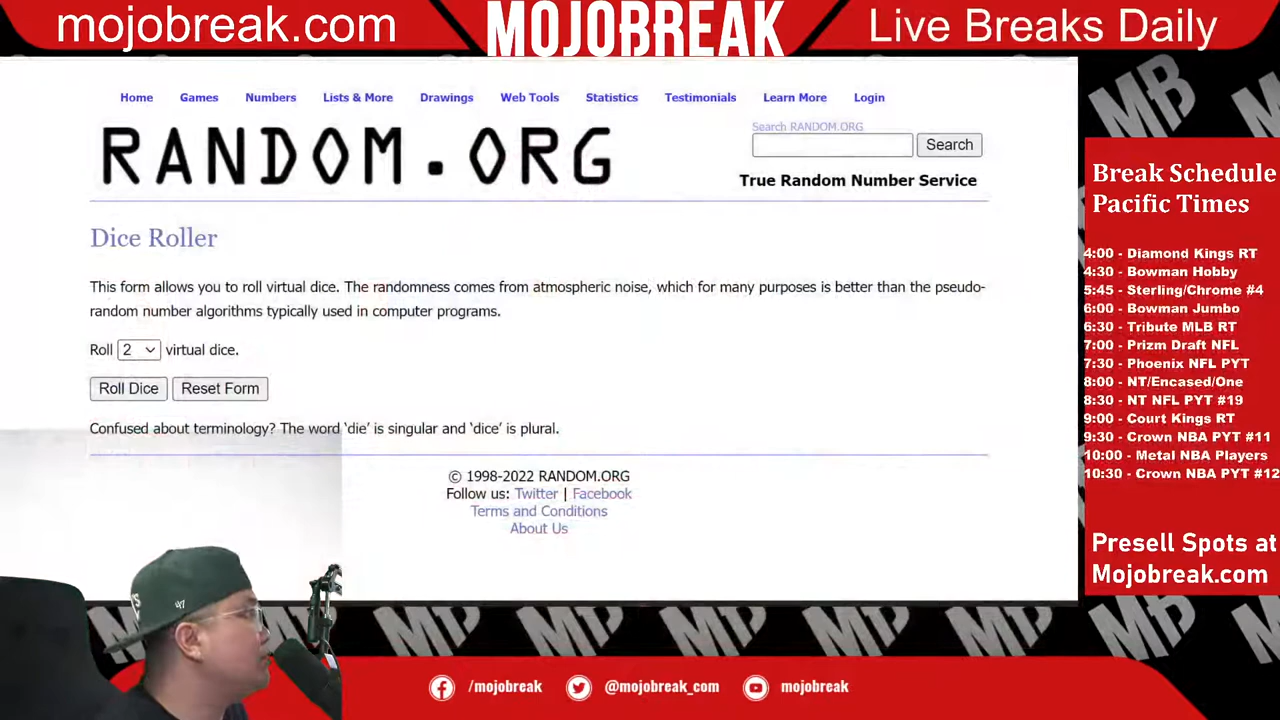 mojobreak.com
MOJOBREAK
Live Breaks Daily
Home Games Numbers Lists & More Drawings Web Tools Statistics Testimonials Learn More Login
RANDOM.ORG
Search RANDOM.ORG
Search
True Random Number Service
Dice Roller
This form allows you to roll virtual dice. The randomness comes from atmospheric noise, which for many purposes is better than the pseudo-
random number algorithms typically used in computer programs.
Roll 2 virtual dice.
Roll Dice Reset Form
Confused about terminology? The word ‘die’ is singular and ‘dice’ is plural.
© 1998-2022 RANDOM.ORG
Follow us: Twitter | Facebook
Terms and Conditions
About Us
Break Schedule
Pacific Times
4:00 - Diamond Kings RT
4:30 - Bowman Hobby
5:45 - Sterling/Chrome #4
6:00 - Bowman Jumbo
6:30 - Tribute MLB RT
7:00 - Prizm Draft NFL
7:30 - Phoenix NFL PYT
8:00 - NT/Encased/One
8:30 - NT NFL PYT #19
9:00 - Court Kings RT
9:30 - Crown NBA PYT #11
10:00 - Metal NBA Players
10:30 - Crown NBA PYT #12
Presell Spots at
Mojobreak.com
MB
MB
MB
MB
MB
MB
MB
47
/mojobreak
@mojobreak_com
mojobreak